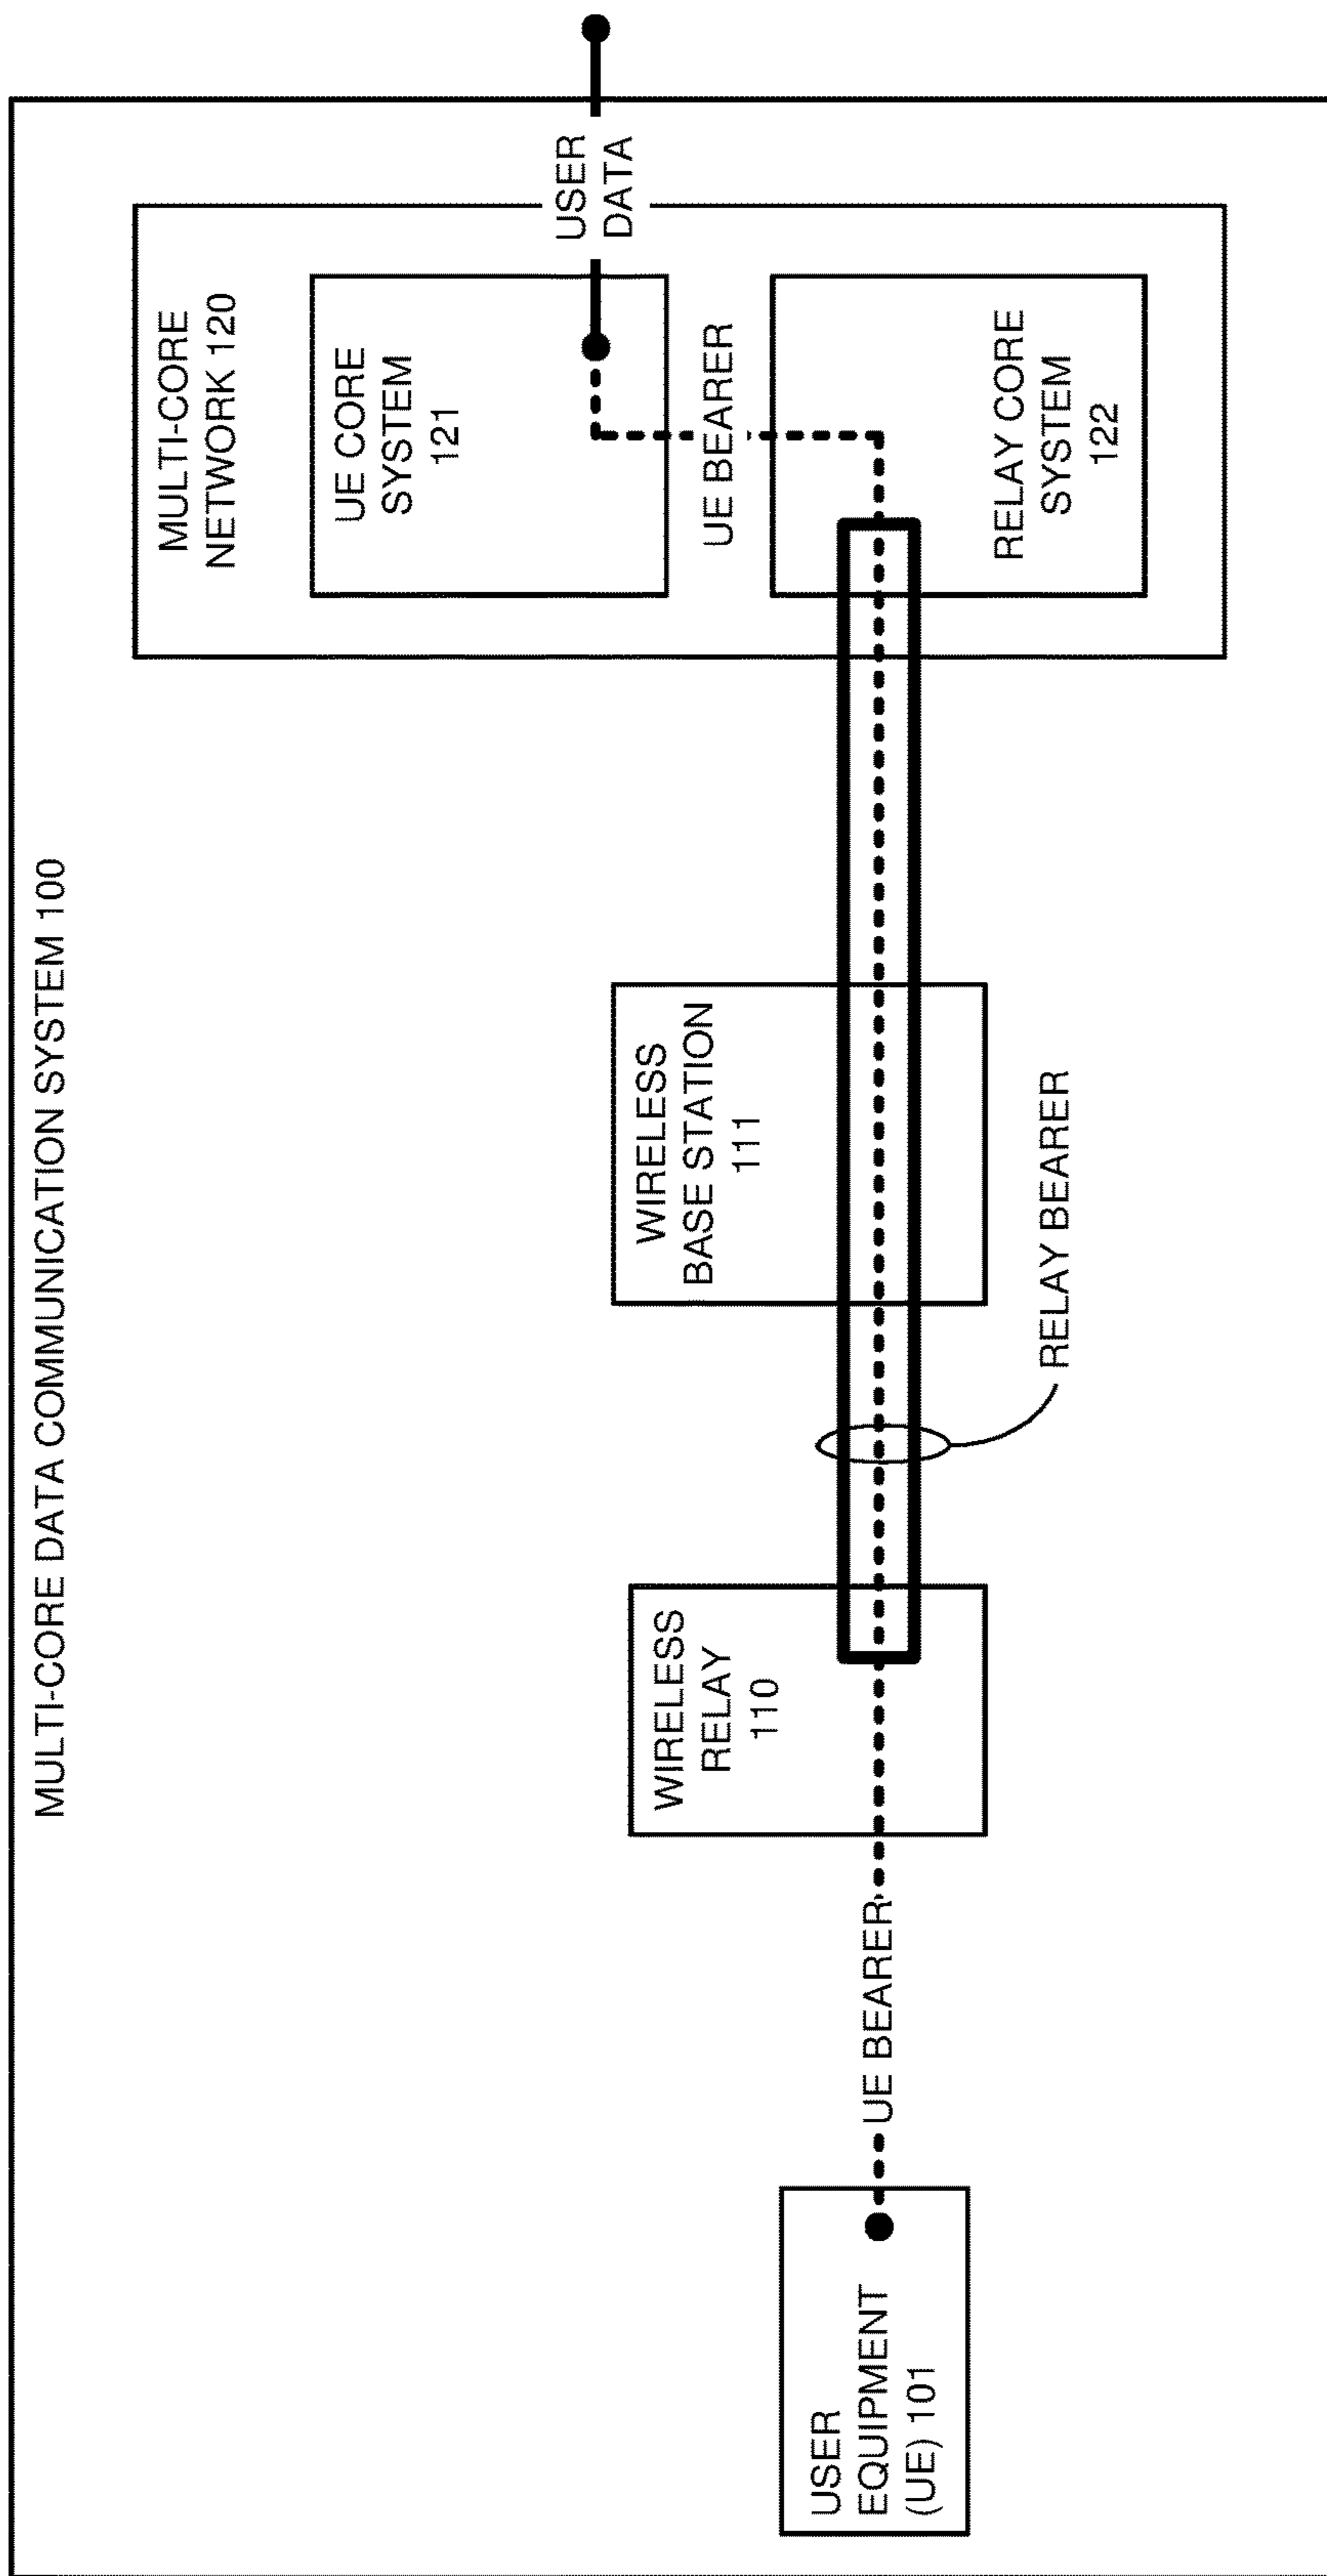 MULTI-CORE DATA COMMUNICATION SYSTEM 100
MULTI-CORE
NETWORK 120
UE CORE
SYSTEM
121
USER
DATA
UE BEARER
RELAY CORE
SYSTEM
122
WIRELESS
BASE STATION
111
RELAY BEARER
WIRELESS
RELAY
110
UE BEARER
USER
EQUIPMENT
(UE) 101